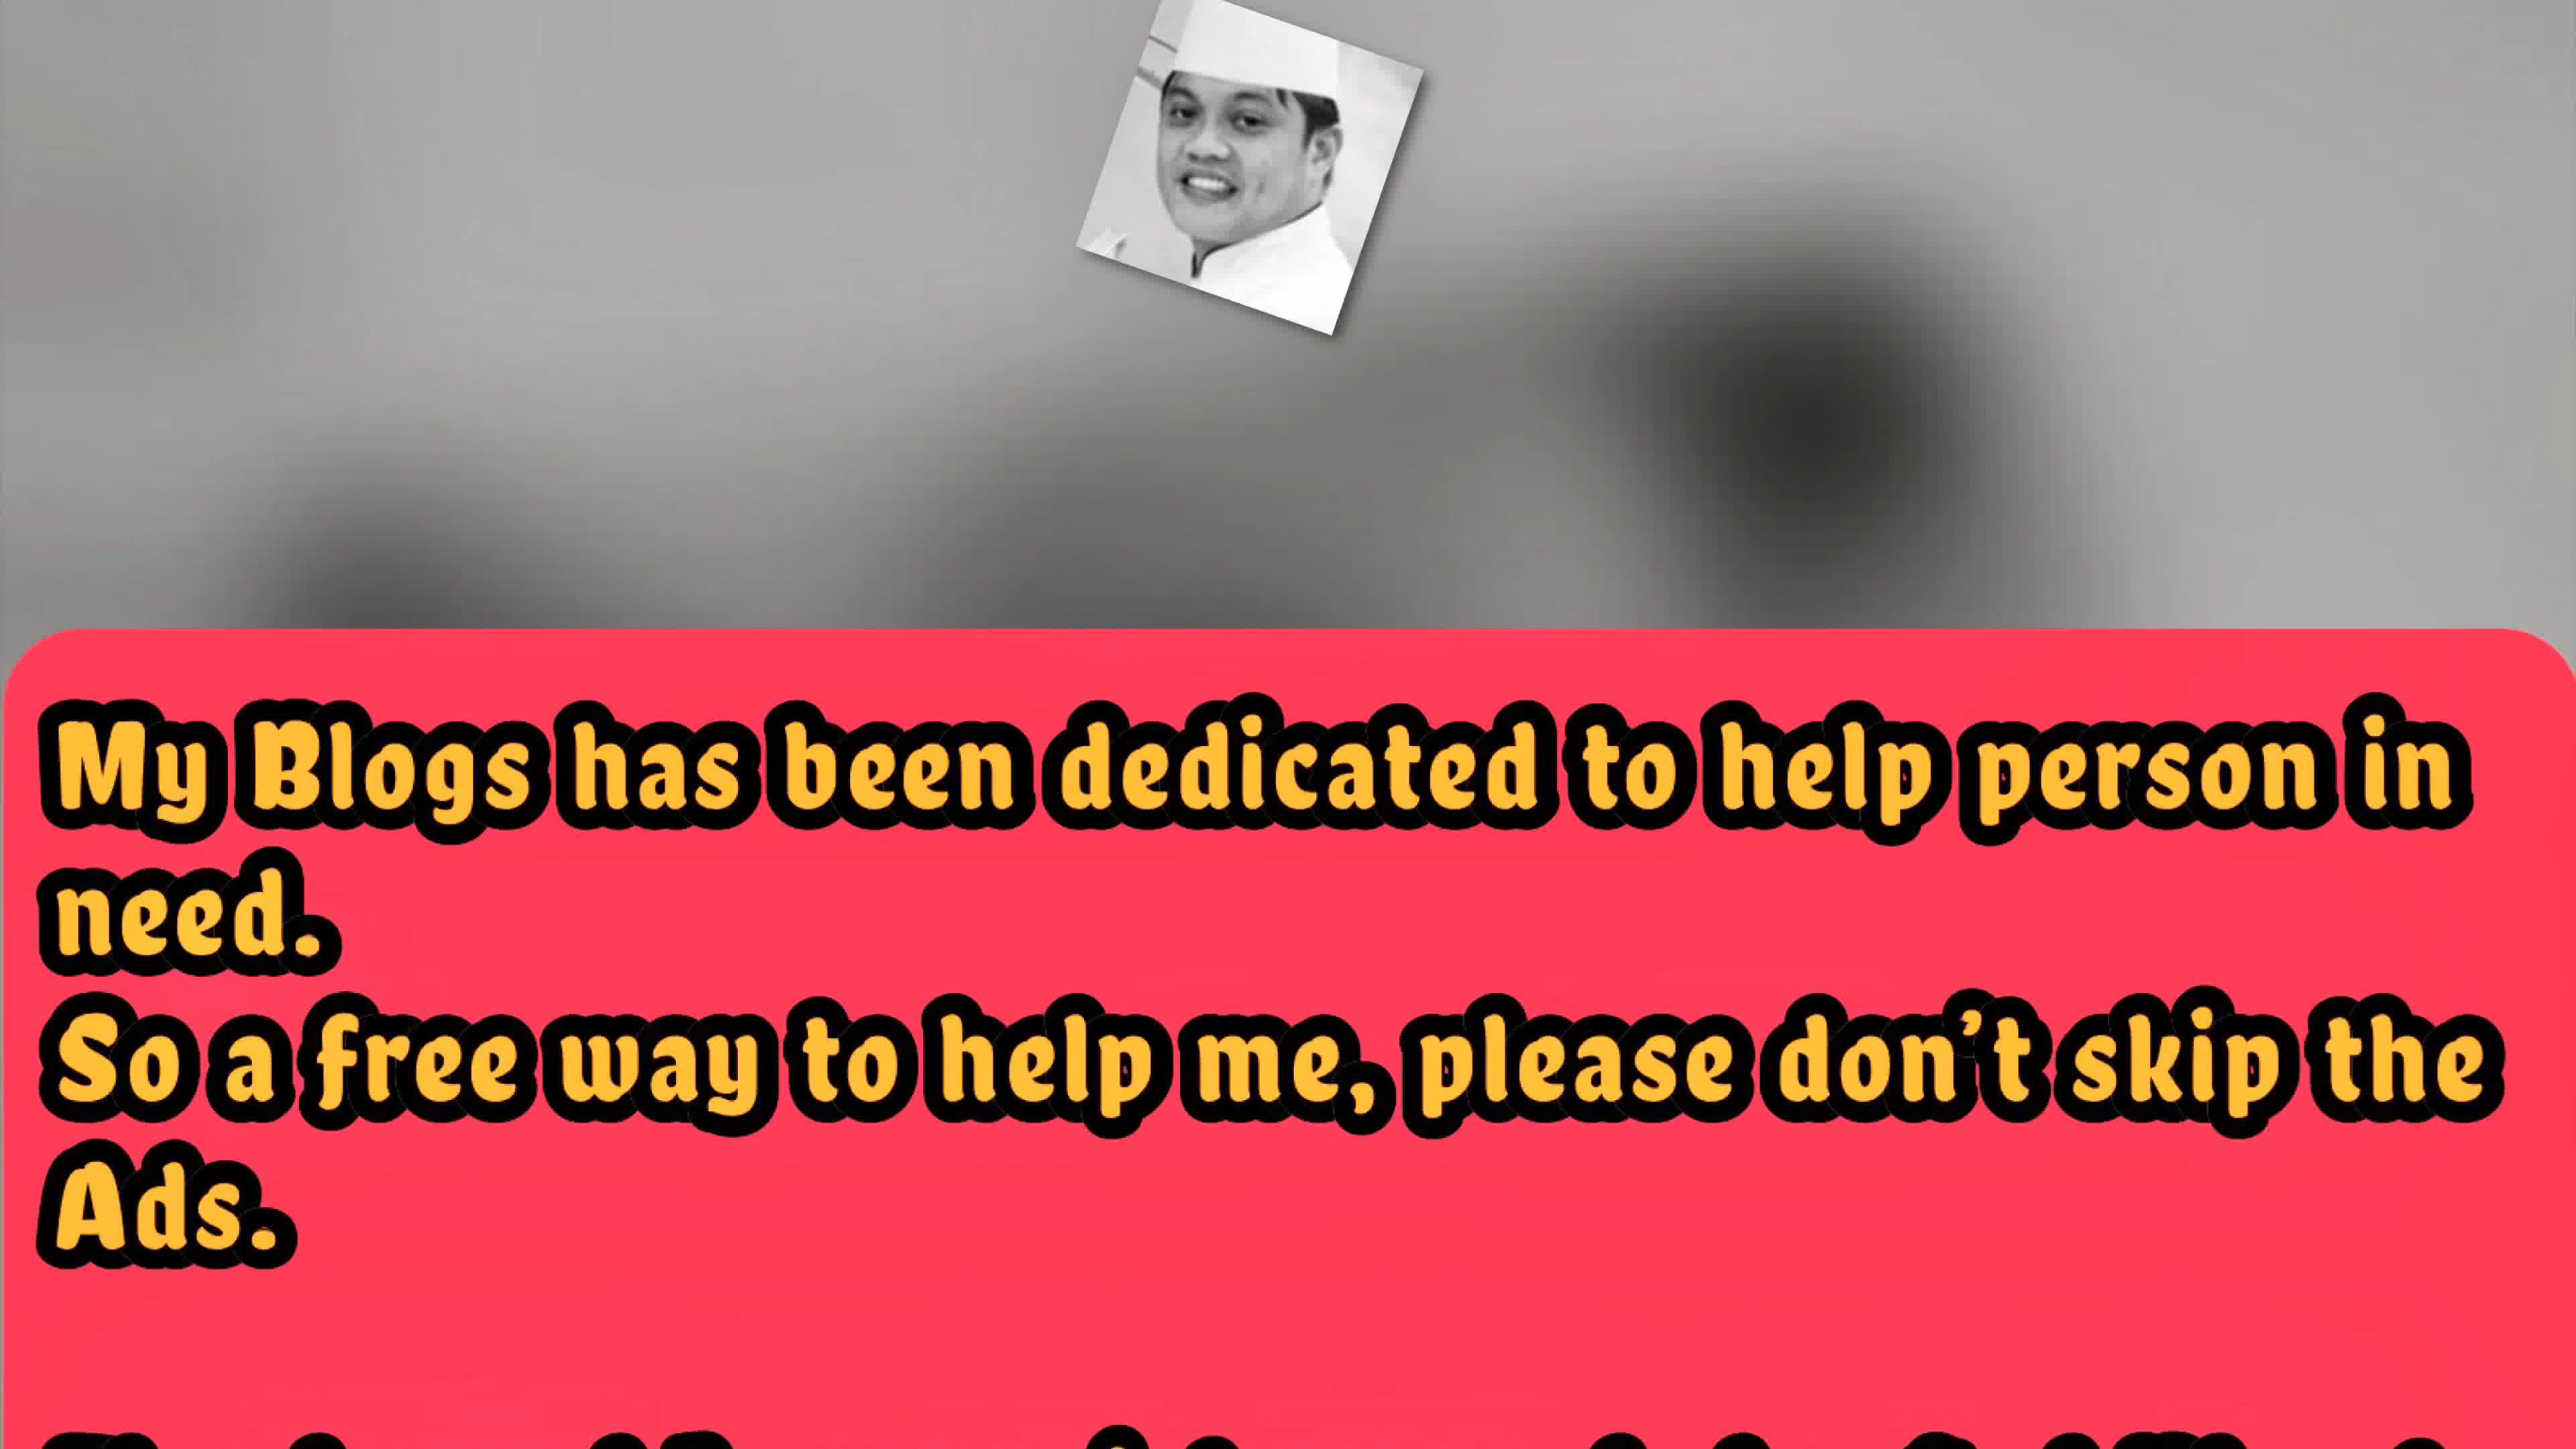 My Blogs has been dedicated to help person in
need.
So a free way to help me, please don’t skip the
Ads.